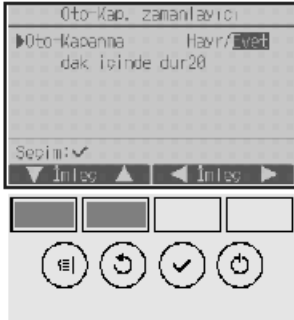 Oto-Kap. zamanlayıcı
▶Oto-Kapanma Hayır/Evet
dak içinde dur20
Seçim:✓
▼ İmleç ▲ ◀ İmleç ▶